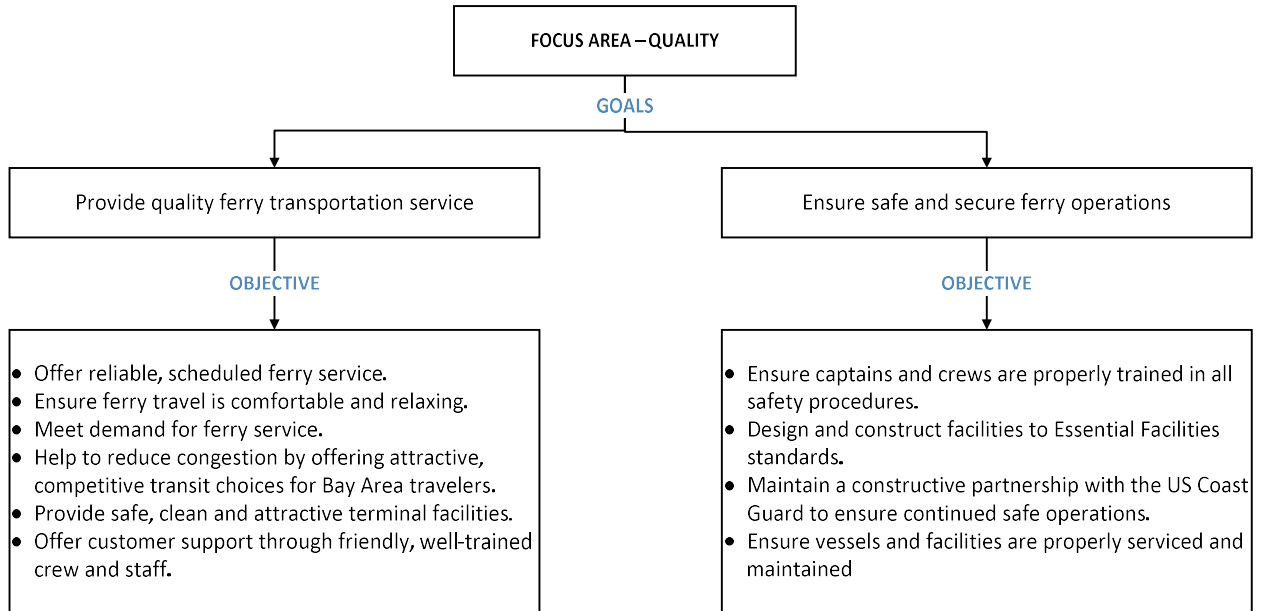 FOCUS AREA – QUALITY
GOALS
Provide quality ferry transportation service
OBJECTIVE
• Offer reliable, scheduled ferry service.
• Ensure ferry travel is comfortable and relaxing.
• Meet demand for ferry service.
• Help to reduce congestion by offering attractive,
competitive transit choices for Bay Area travelers.
• Provide safe, clean and attractive terminal facilities.
• Offer customer support through friendly, well-trained
crew and staff.
Ensure safe and secure ferry operations
OBJECTIVE
• Ensure captains and crews are properly trained in all
safety procedures.
• Design and construct facilities to Essential Facilities
standards.
• Maintain a constructive partnership with the US Coast
Guard to ensure continued safe operations.
• Ensure vessels and facilities are properly serviced and
maintained